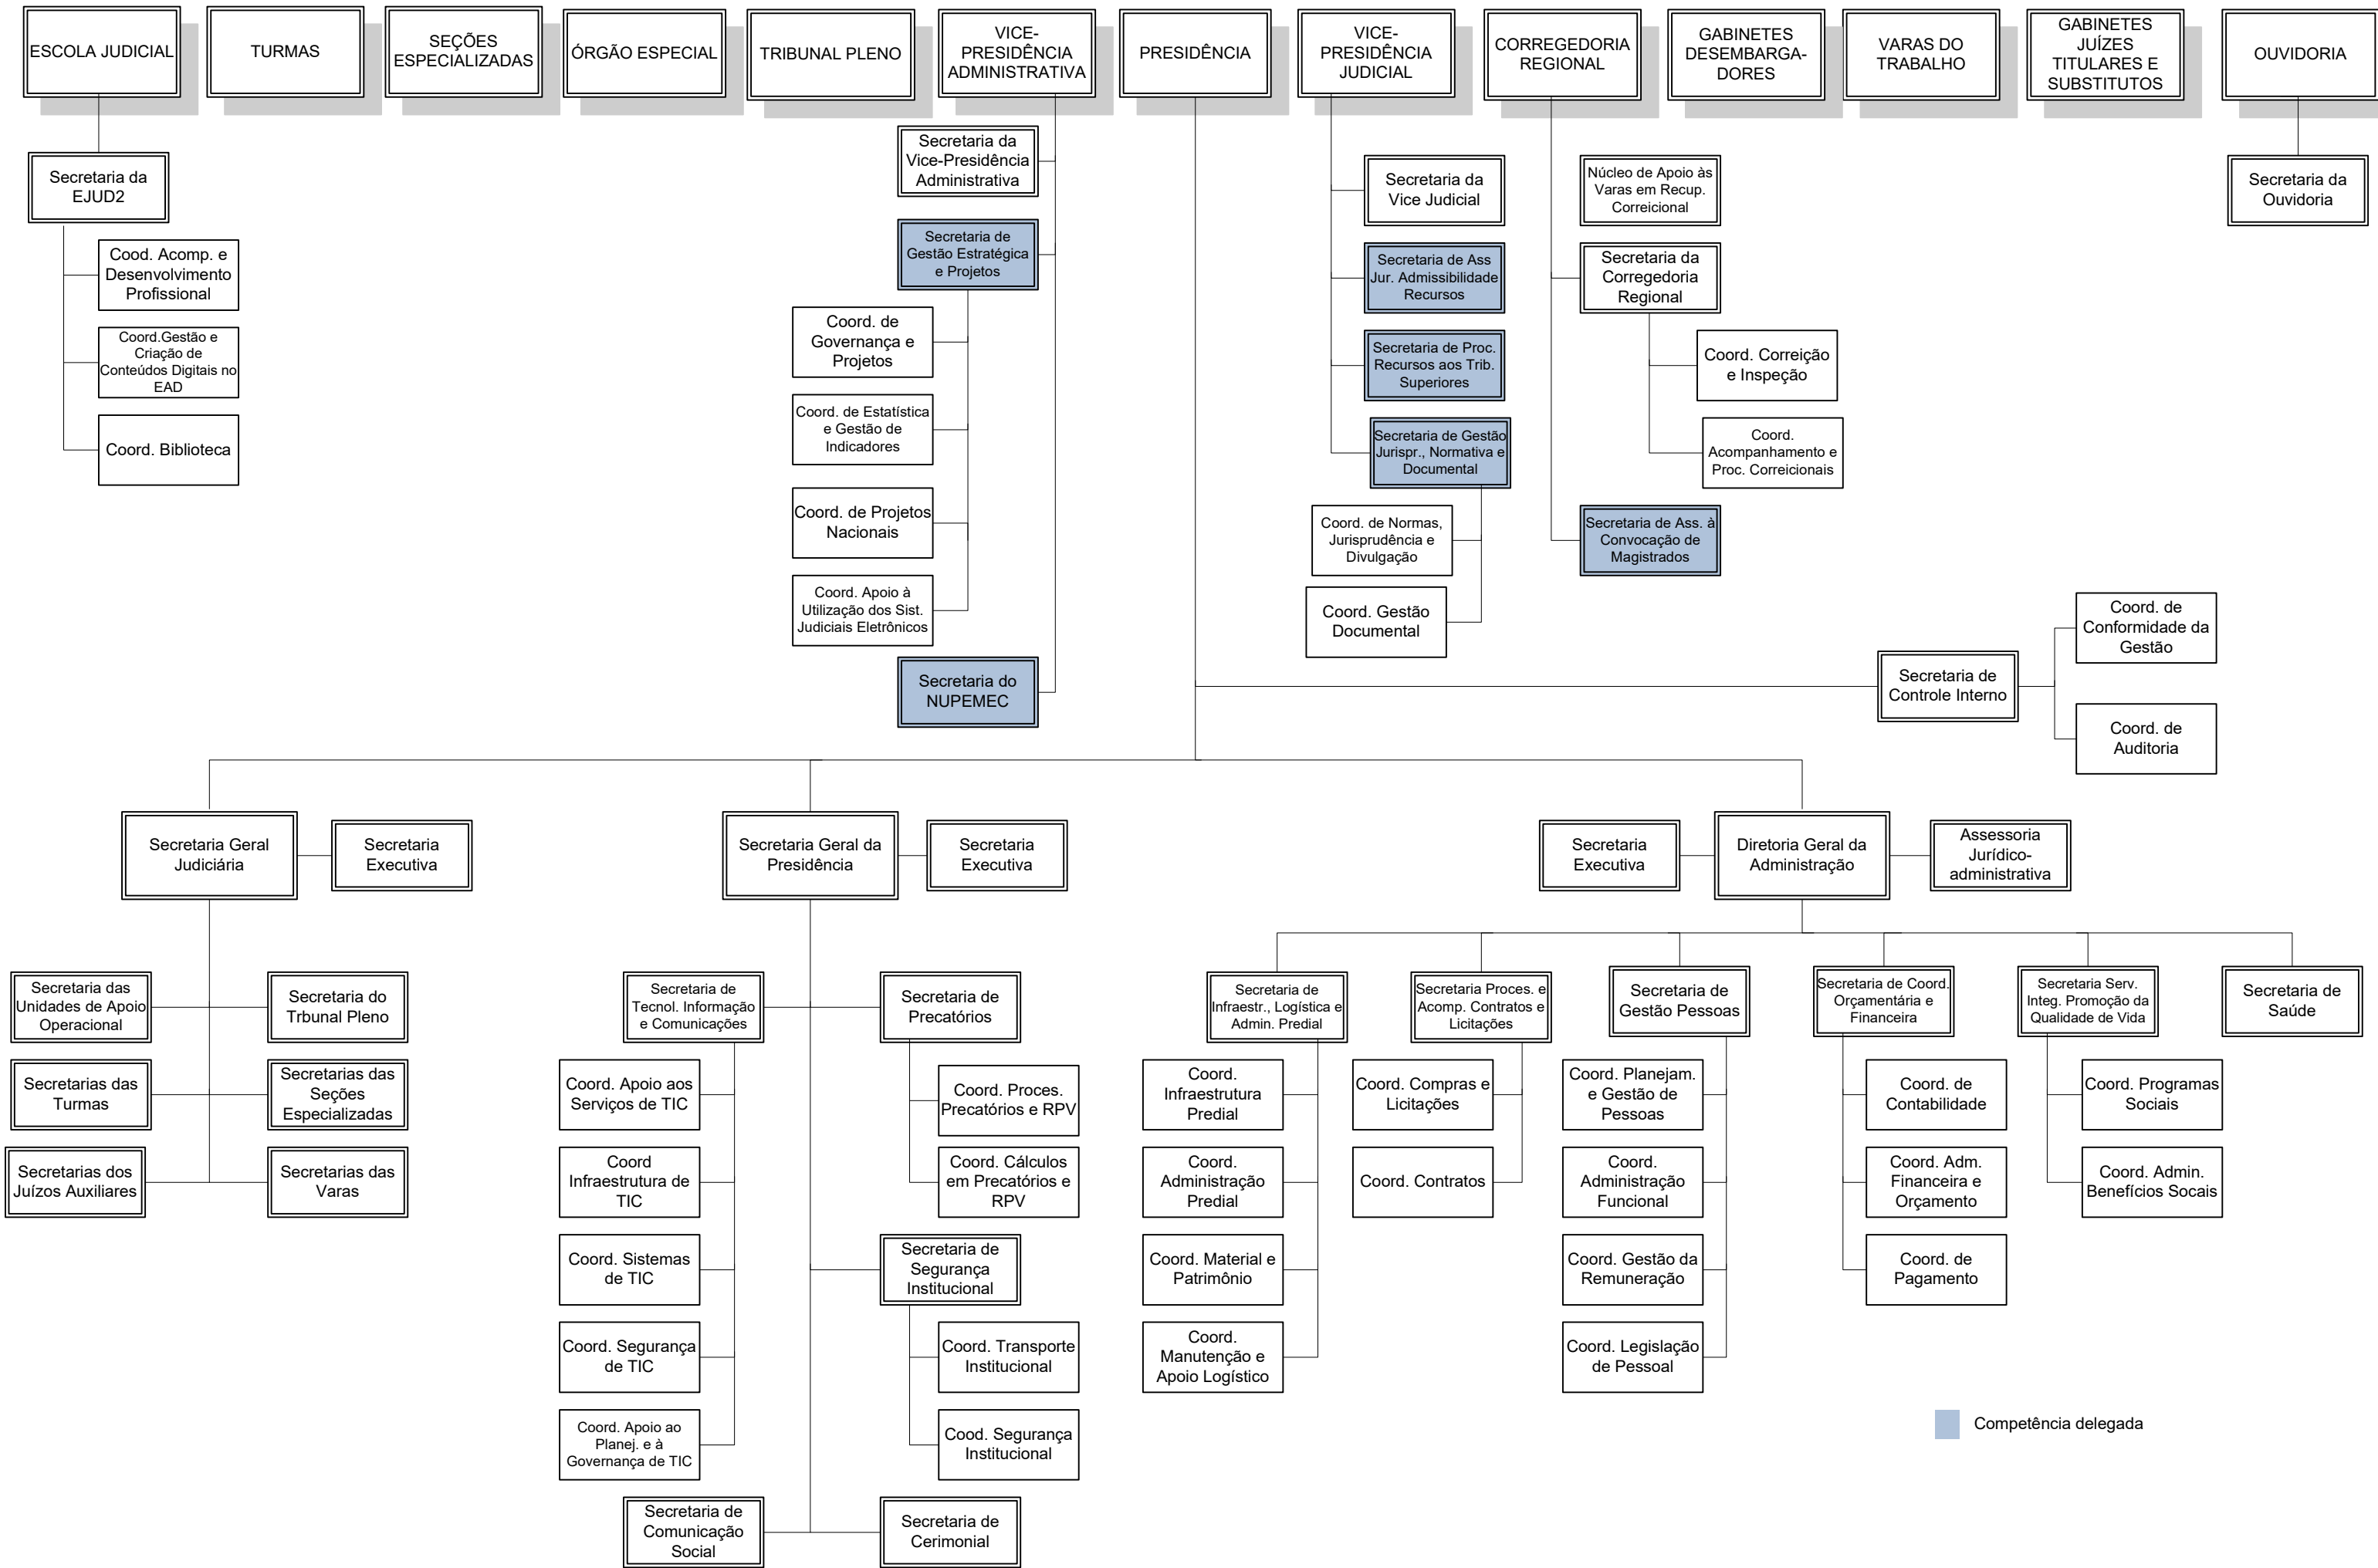 ESCOLA JUDICIAL
TURMAS
SEÇÕES
ESPECIALIZADAS
ÓRGÃO ESPECIAL
TRIBUNAL PLENO
VICE-
PRESIDÊNCIA
ADMINISTRATIVA
PRESIDÊNCIA
VICE-
PRESIDÊNCIA
JUDICIAL
CORREGEDORIA
REGIONAL
GABINETES
DESEMBARGA-
DORES
VARAS DO
TRABALHO
GABINETES
JUÍZES
TITULARES E
SUBSTITUTOS
OUVIDORIA
Secretaria da
EJUD2
Cood. Acomp. e
Desenvolvimento
Profissional
Coord.Gestão e
Criação de
Conteúdos Digitais no
EAD
Coord. Biblioteca
Secretaria da
Vice-Presidência
Administrativa
Secretaria de
Gestão Estratégica
e Projetos
Coord. de
Governança e
Projetos
Coord. de Estatística
e Gestão de
Indicadores
Coord. de Projetos
Nacionais
Coord. Apoio à
Utilização dos Sist.
Judiciais Eletrônicos
Secretaria do
NUPEMEC
Secretaria da
Vice Judicial
Secretaria de Ass
Jur. Admissibilidade
Recursos
Secretaria de Proc.
Recursos aos Trib.
Superiores
Secretaria de Gestão
Jurispr., Normativa e
Documental
Coord. de Normas,
Jurisprudência e
Divulgação
Coord. Gestão
Documental
Núcleo de Apoio às
Varas em Recup.
Correicional
Secretaria da
Corregedoria
Regional
Coord. Correição
e Inspeção
Coord.
Acompanhamento e
Proc. Correicionais
Secretaria de Ass. à
Convocação de
Magistrados
Secretaria da
Ouvidoria
Secretaria de
Controle Interno
Coord. de
Conformidade da
Gestão
Coord. de
Auditoria
Secretaria Geral
Judiciária
Secretaria
Executiva
Secretaria Geral da
Presidência
Secretaria
Executiva
Secretaria
Executiva
Diretoria Geral da
Administração
Assessoria
Jurídico-
administrativa
Secretaria das
Unidades de Apoio
Operacional
Secretaria do
Trbunal Pleno
Secretarias das
Turmas
Secretarias das
Seções
Especializadas
Secretarias dos
Juízos Auxiliares
Secretarias das
Varas
Secretaria de
Tecnol. Informação
e Comunicações
Coord. Apoio aos
Serviços de TIC
Coord
Infraestrutura de
TIC
Coord. Sistemas
de TIC
Coord. Segurança
de TIC
Coord. Apoio ao
Planej. e à
Governança de TIC
Secretaria de
Comunicação
Social
Secretaria de
Precatórios
Coord. Proces.
Precatórios e RPV
Coord. Cálculos
em Precatórios e
RPV
Secretaria de
Segurança
Institucional
Coord. Transporte
Institucional
Cood. Segurança
Institucional
Secretaria de
Cerimonial
Secretaria de
Infraestr., Logística e
Admin. Predial
Coord.
Infraestrutura
Predial
Coord.
Administração
Predial
Coord. Material e
Patrimônio
Coord.
Manutenção e
Apoio Logístico
Secretaria Proces. e
Acomp. Contratos e
Licitações
Coord. Compras e
Licitações
Coord. Contratos
Secretaria de
Gestão Pessoas
Coord. Planejam.
e Gestão de
Pessoas
Coord.
Administração
Funcional
Coord. Gestão da
Remuneração
Coord. Legislação
de Pessoal
Secretaria de Coord.
Orçamentária e
Financeira
Coord. de
Contabilidade
Coord. Adm.
Financeira e
Orçamento
Coord. de
Pagamento
Secretaria Serv.
Integ. Promoção da
Qualidade de Vida
Coord. Programas
Sociais
Coord. Admin.
Benefícios Socais
Secretaria de
Saúde
Competência delegada